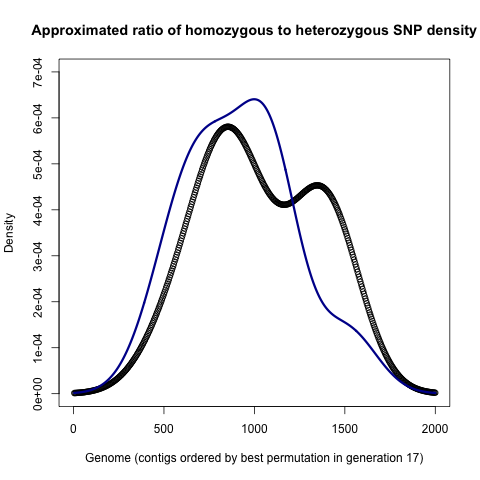 Approximated ratio of homozygous to heterozygous SNP density
7e-04
6e-04
5e-04
4e-04
3e-04
2e-04
1e-04
0e+00
Density
0 500 1000 1500 2000
Genome (contigs ordered by best permutation in generation 17)